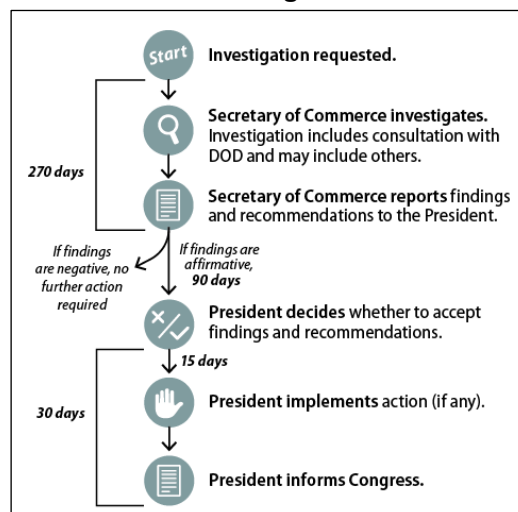 Start
Investigation requested.
Secretary of Commerce investigates.
Investigation includes consultation with
DOD and may include others.
270 days
Secretary of Commerce reports findings
and recommendations to the President.
If findings
are negative, no
further action
required
If findings are
affirmative,
90 days
President decides whether to accept
findings and recommendations.
15 days
30 days
President implements action (if any).
President informs Congress.